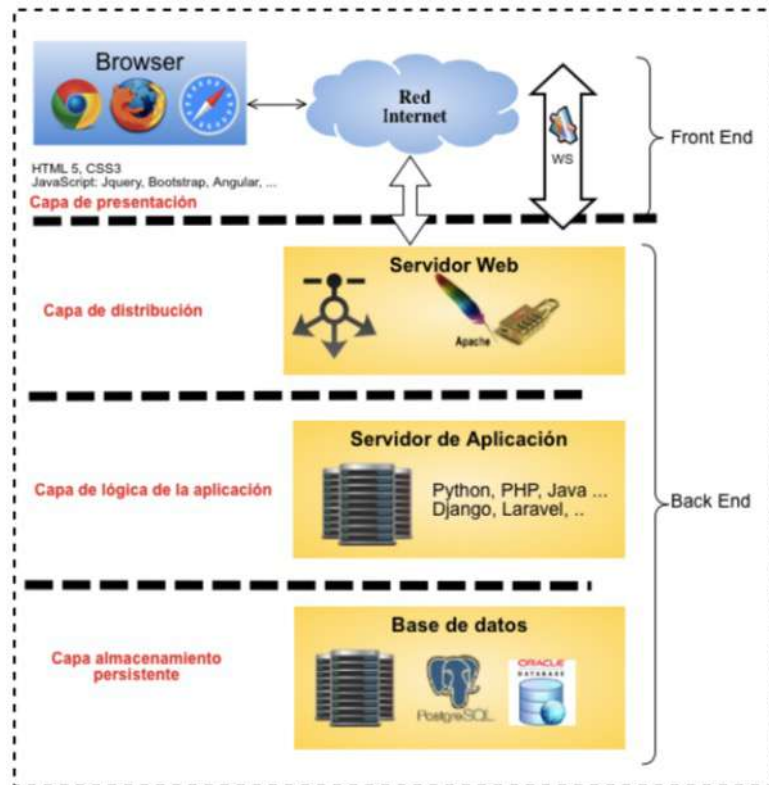 Browser
Red
Internet
WS
Front End
HTML 5, CSS3
JavaScript: Jquery, Bootstrap, Angular, ...
Capa de presentación
Servidor Web
Capa de distribución
Apache
Servidor de Aplicación
Capa de lógica de la aplicación
Python, PHP, Java ...
Django, Laravel, ..
Back End
Base de datos
Capa almacenamiento
persistente
PostgreSQL
ORACLE
DATABASE